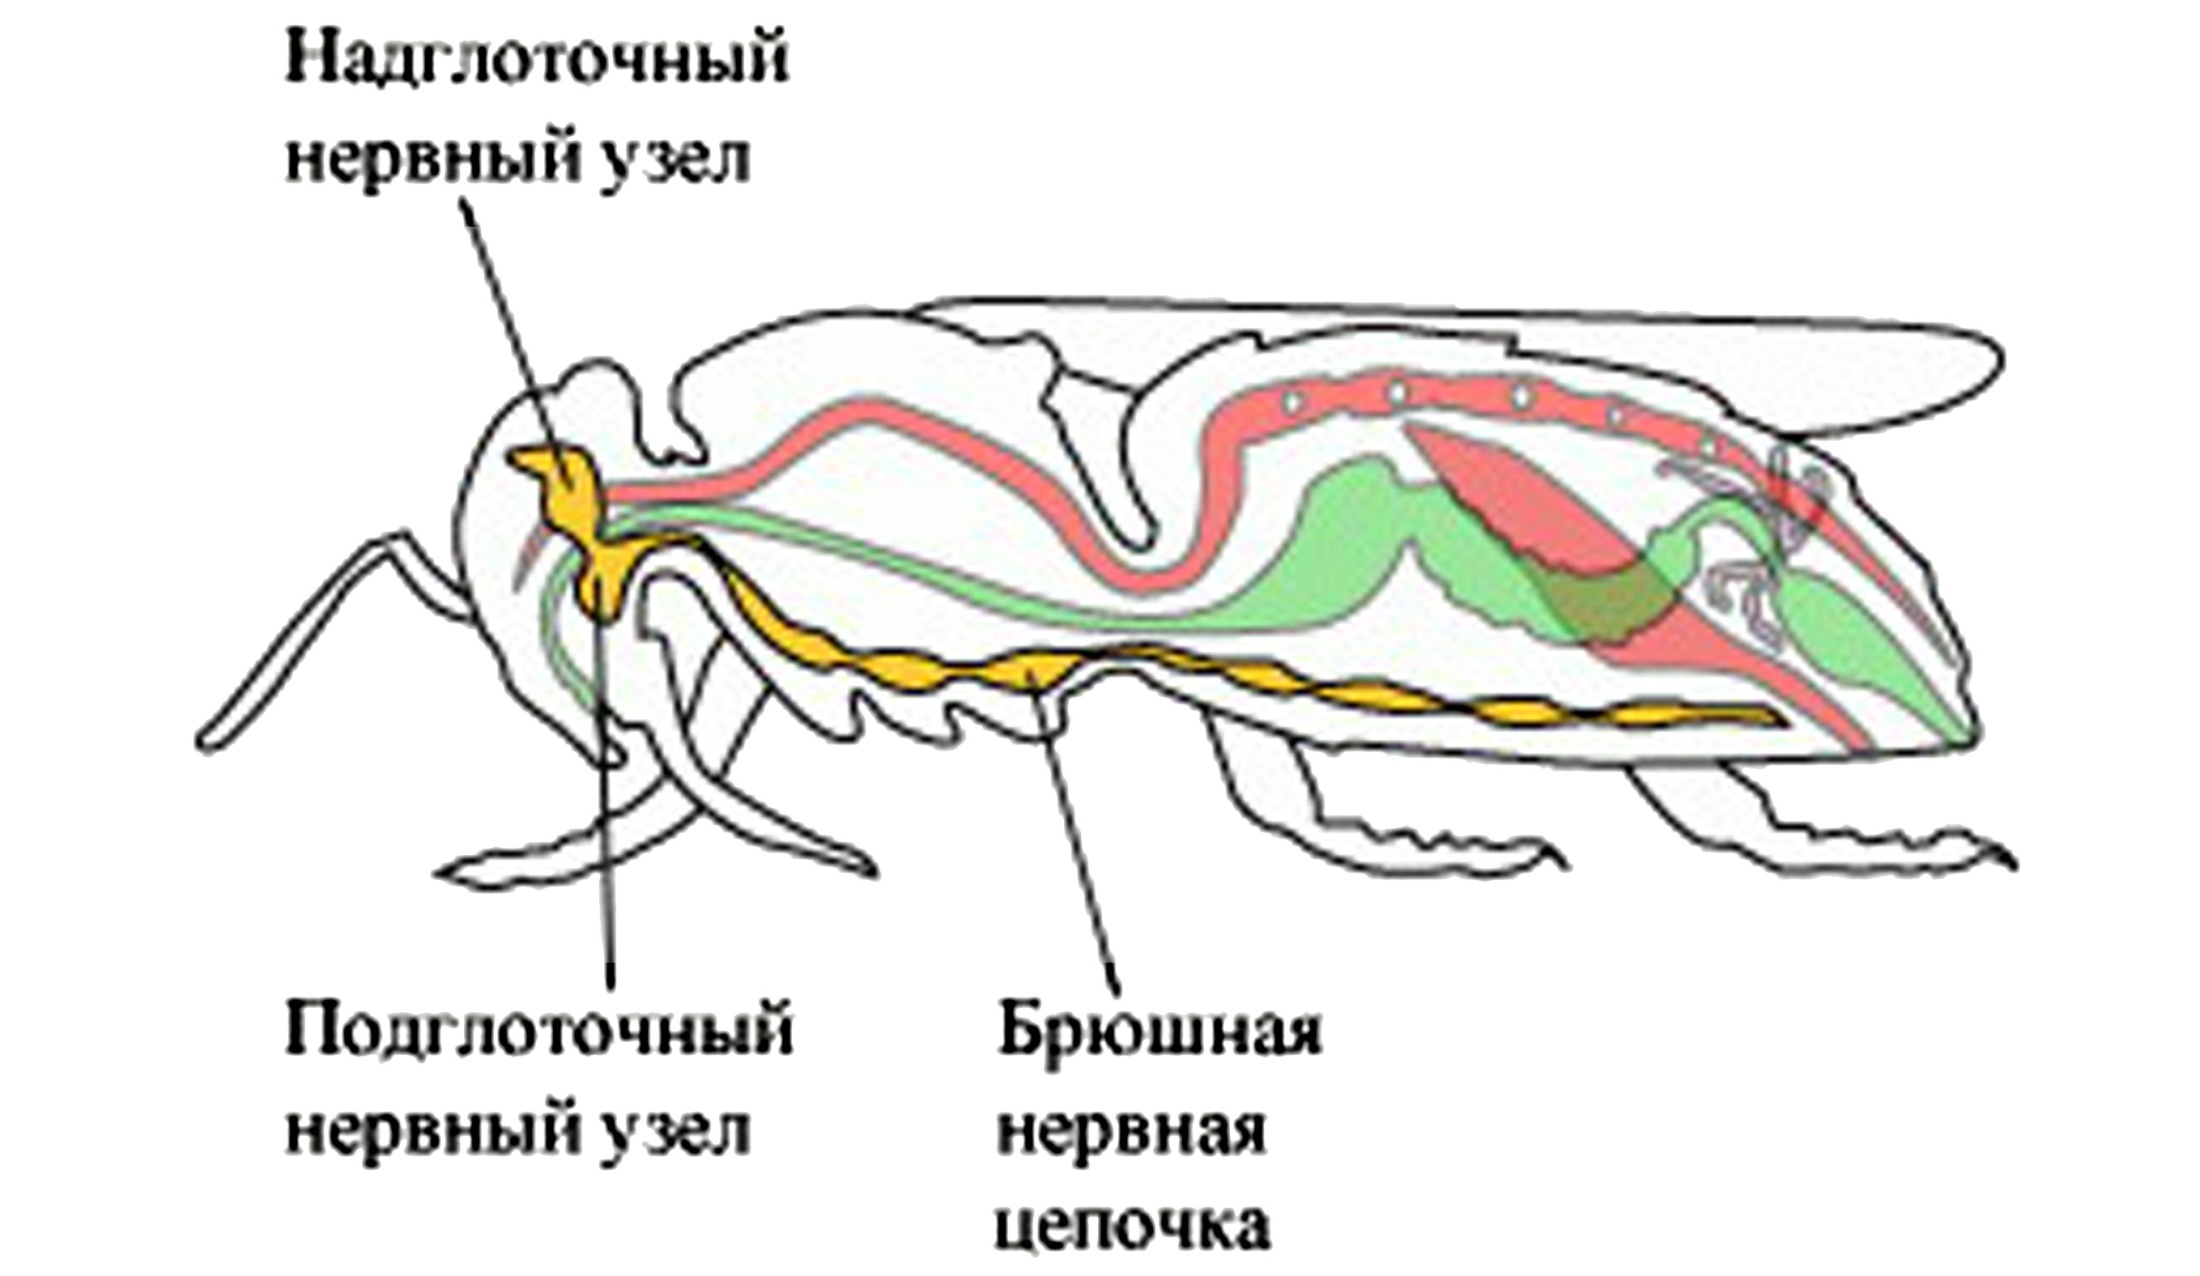 Надглоточный
нервный узел
Подглоточный
нервный узел
Брюшная
нервная
цепочка